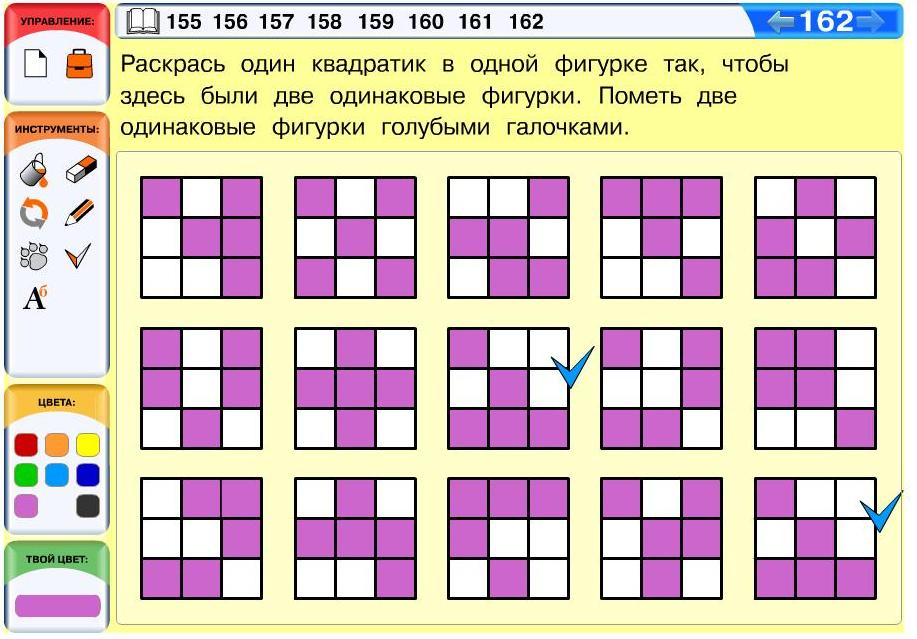 УПРАВЛЕНИЕ:
155 156 157 158 159 160 161 162
162
Раскрась один квадратик в одной фигурке так, чтобы
здесь были две одинаковые фигурки. Пометь две
одинаковые фигурки голубыми галочками.
ИНСТРУМЕНТЫ:
Аб
ЦВЕТА:
ТВОЙ ЦВЕТ: